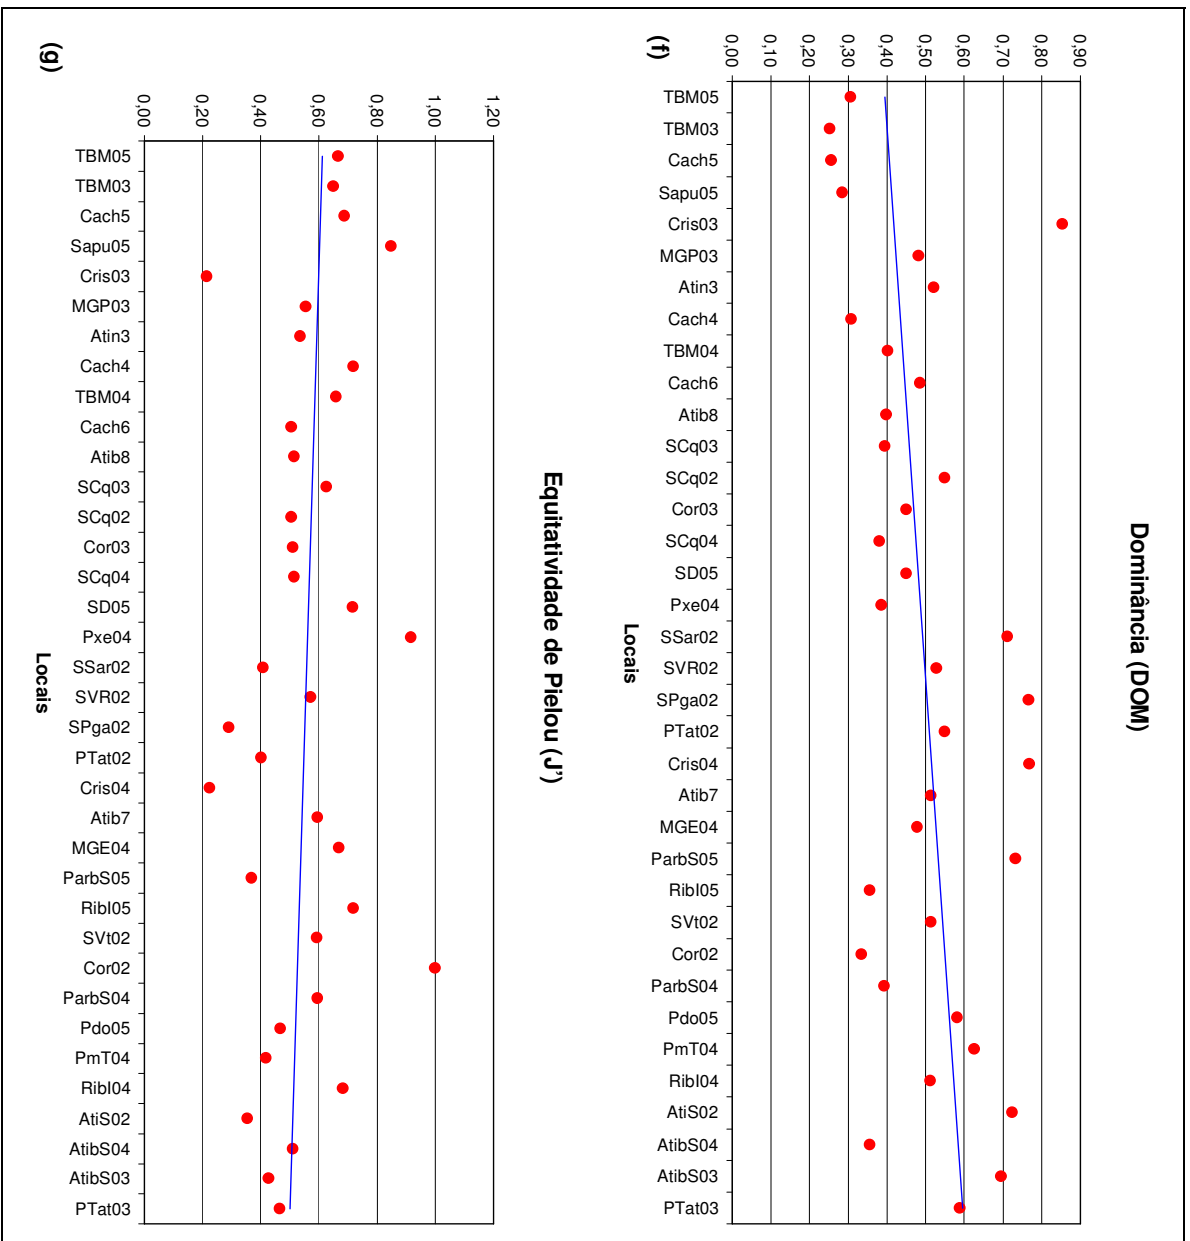 Dominância (DOM)
0,90
0,80
0,70
0,60
0,50
0,40
0,30
0,20
0,10
0,00
TBM05
TBM03
Cach5
Sapu05
Cris03
MGP03
Atin3
Cach4
TBM04
Cach6
Atib8
SCq03
SCq02
Cor03
SCq04
SD05
Pxe04
SSar02
SVR02
SPga02
PTat02
Cris04
Atib7
MGE04
ParbS05
RibI05
SVt02
Cor02
ParbS04
Pdo05
PmT04
RibI04
AtiS02
AtibS04
AtibS03
PTat03
Locais
(f)
Equitatividade de Pielou (J')
1,20
1,00
0,80
0,60
0,40
0,20
0,00
TBM05
TBM03
Cach5
Sapu05
Cris03
MGP03
Atin3
Cach4
TBM04
Cach6
Atib8
SCq03
SCq02
Cor03
SCq04
SD05
Pxe04
SSar02
SVR02
SPga02
PTat02
Cris04
Atib7
MGE04
ParbS05
RibI05
SVt02
Cor02
ParbS04
Pdo05
PmT04
RibI04
AtiS02
AtibS04
AtibS03
PTat03
Locais
(g)